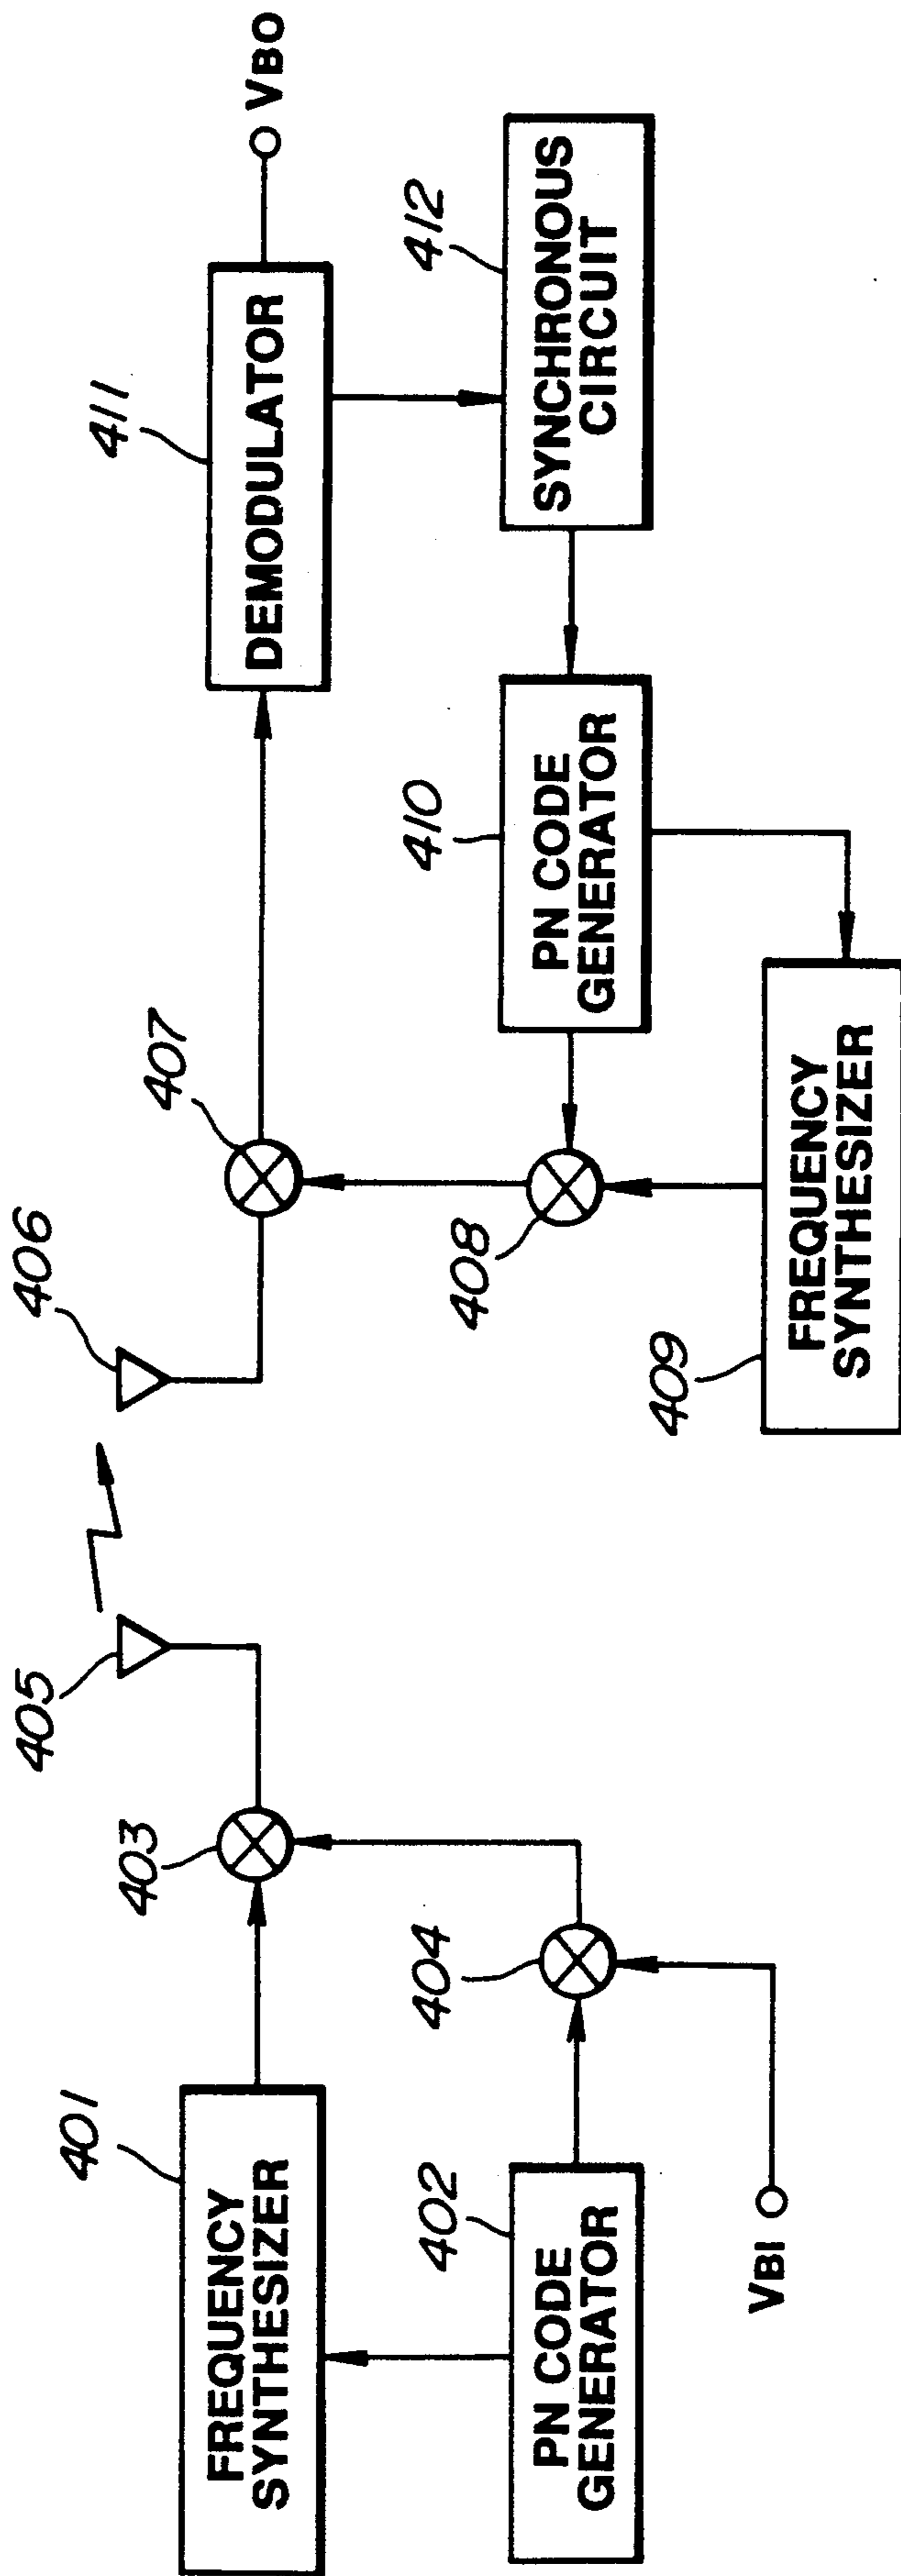 401
FREQUENCY
SYNTHESIZER
402
PN CODE
GENERATOR
VBI
403
404
405
406
407
408
409
FREQUENCY
SYNTHESIZER
410
PN CODE
GENERATOR
411
DEMODULATOR
412
SYNCHRONOUS
CIRCUIT
VBO